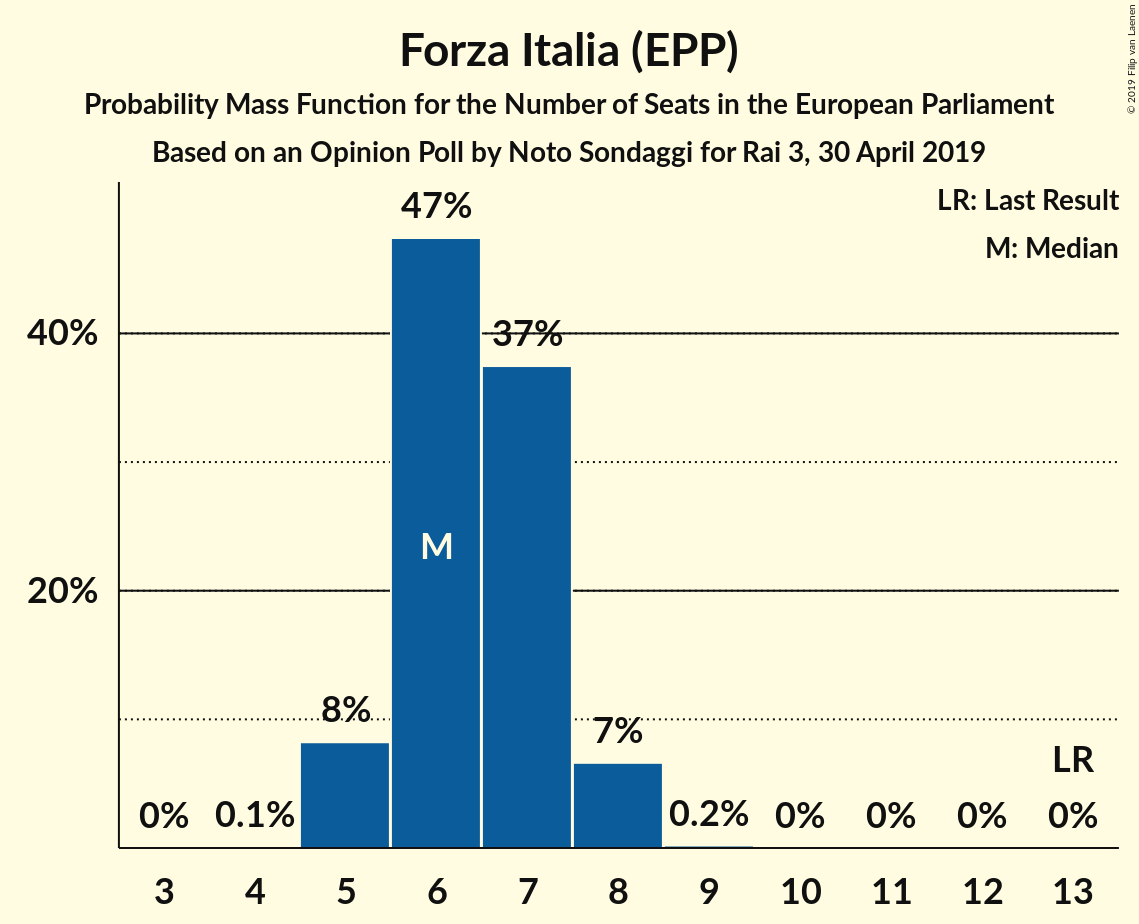 Forza Italia (EPP)
Probability Mass Function for the Number of Seats in the European Parliament
Based on an Opinion Poll by Noto Sondaggi for Rai 3, 30 April 2019
© 2019 Filip van Laenen
LR: Last Result
M: Median
47%
40%
37%
M
20%
8%
7%
LR
0% 0.1% 0.2% 0% 0% 0% 0%
3 4 5 6 7 8 9 10 11 12 13